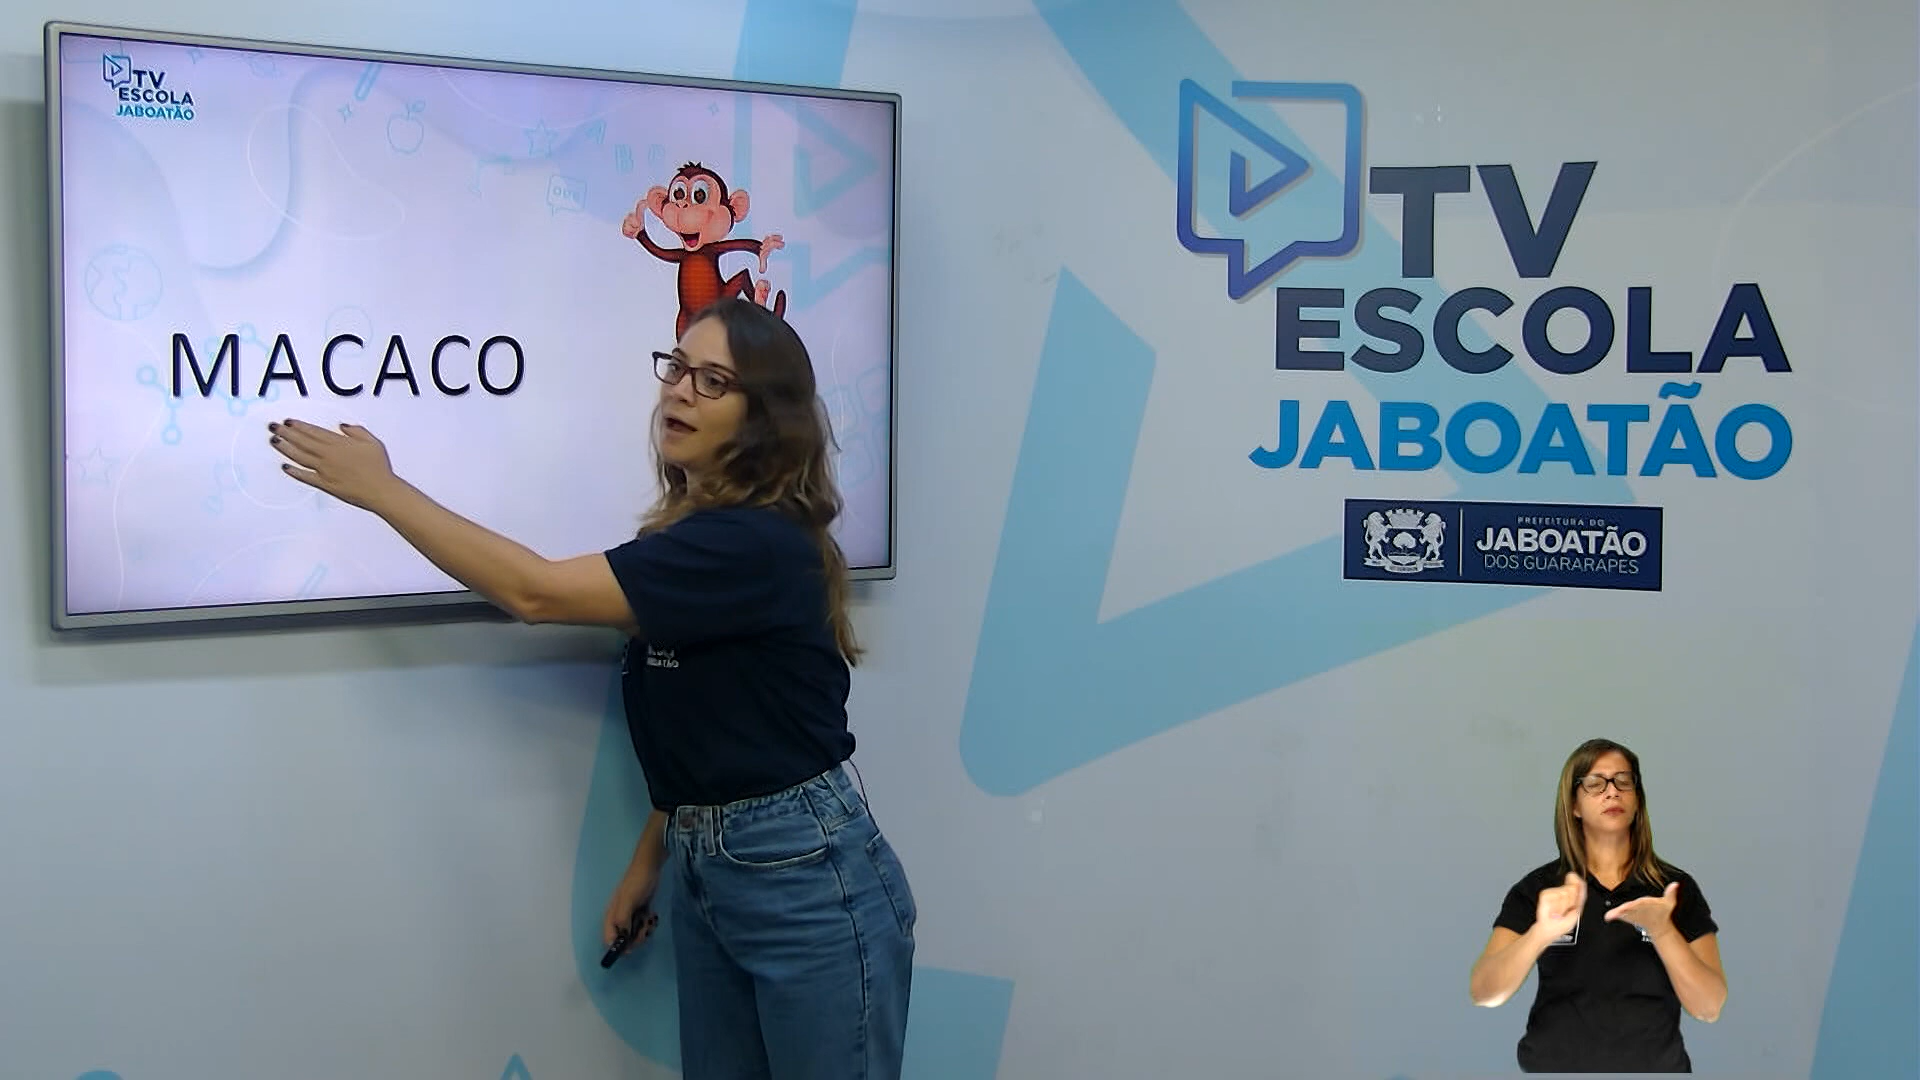 TV
ESCOLA
JABOATÃO
MACACO
TV
ESCOLA
JABOATÃO
PREFEITURA DO
JABOATÃO
DOS GUARARAPES